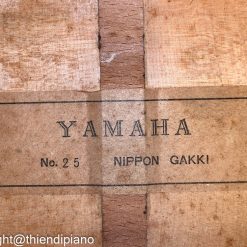 YAMAHA
No. 25 NIPPON GAKKI
ght@thiendipiano